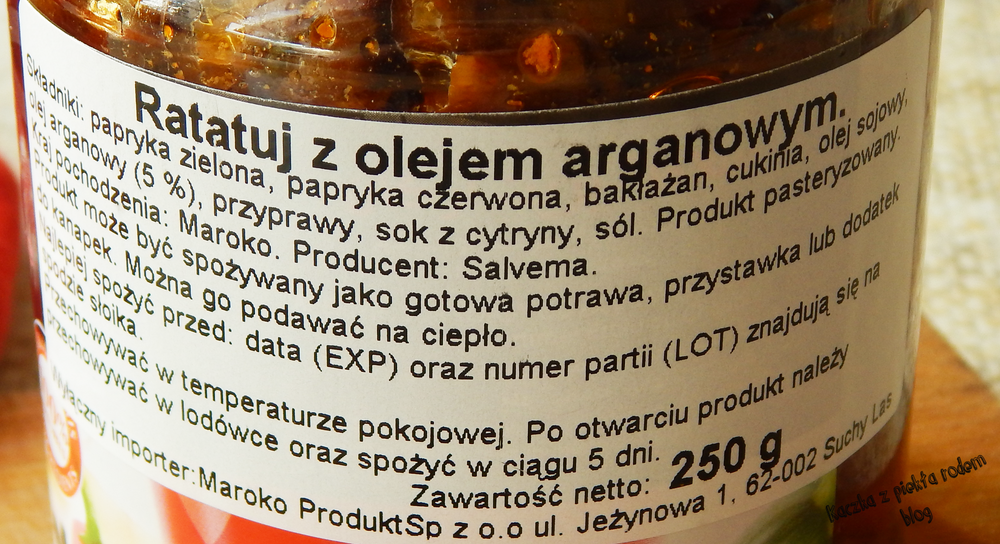 Ratatuj z olejem arganowym.
Składniki: papryka zielona, papryka czerwona, bakłażan, cukinia, olej sojowy,
olej arganowy (5 %), przyprawy, sok z cytryny, sól. Produkt pasteryzowany.
Kraj pochodzenia: Maroko. Producent: Salvema.
Produkt może być spożywany jako gotowa potrawa, przystawka lub dodatek
do kanapek. Można go podawać na ciepło.
Najlepiej spożyć przed: data (EXP) oraz numer partii (LOT) znajdują się na
spodzie słoika.
Przechowywać w temperaturze pokojowej. Po otwarciu produkt należy
przechowywać w lodówce oraz spożyć w ciągu 5 dni.
Zawartość netto: 250 g
Wyłączny importer: Maroko ProduktSp z o.o ul. Jeżynowa 1, 62-002 Suchy Las
Kaczka z piekła rodem
blog